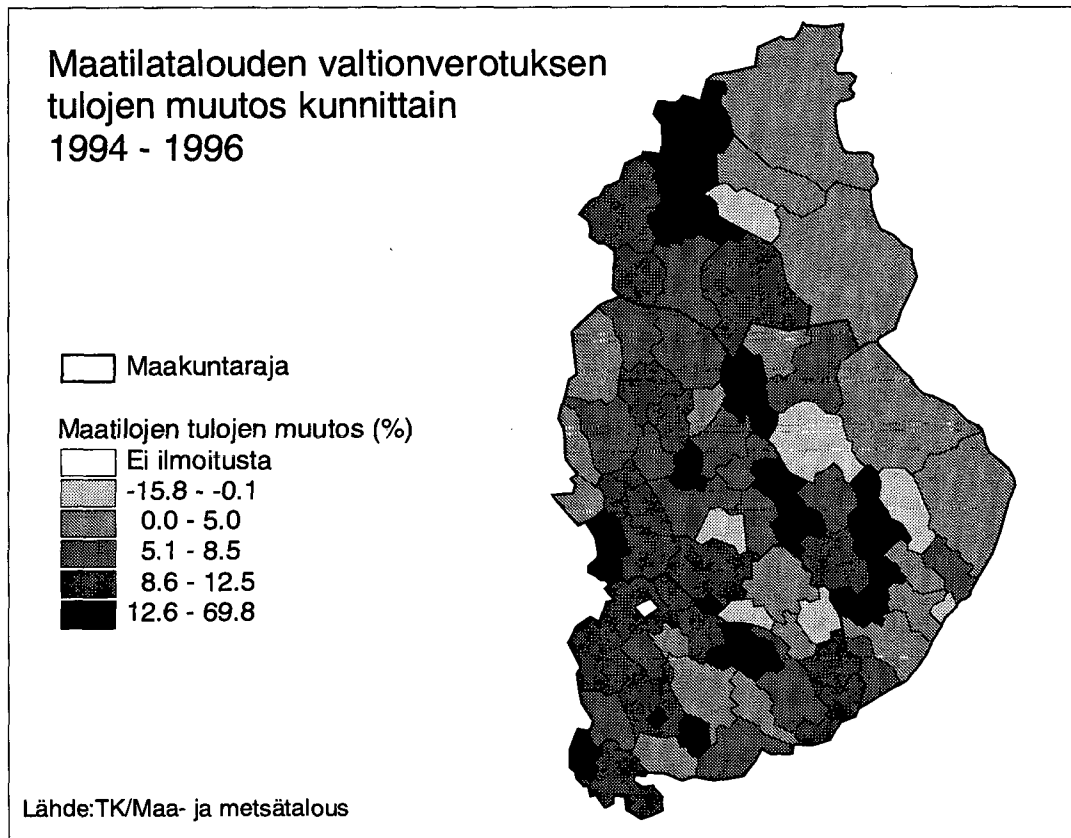 Maatilatalouden valtionverotuksen
tulojen muutos kunnittain
1994 - 1996
Maakuntaraja
Maatilojen tulojen muutos (%)
Ei ilmoitusta
-15.8 - -0.1
0.0 - 5.0
5.1 - 8.5
8.6 - 12.5
12.6 - 69.8
Lähde:TK/Maa- ja metsätalous